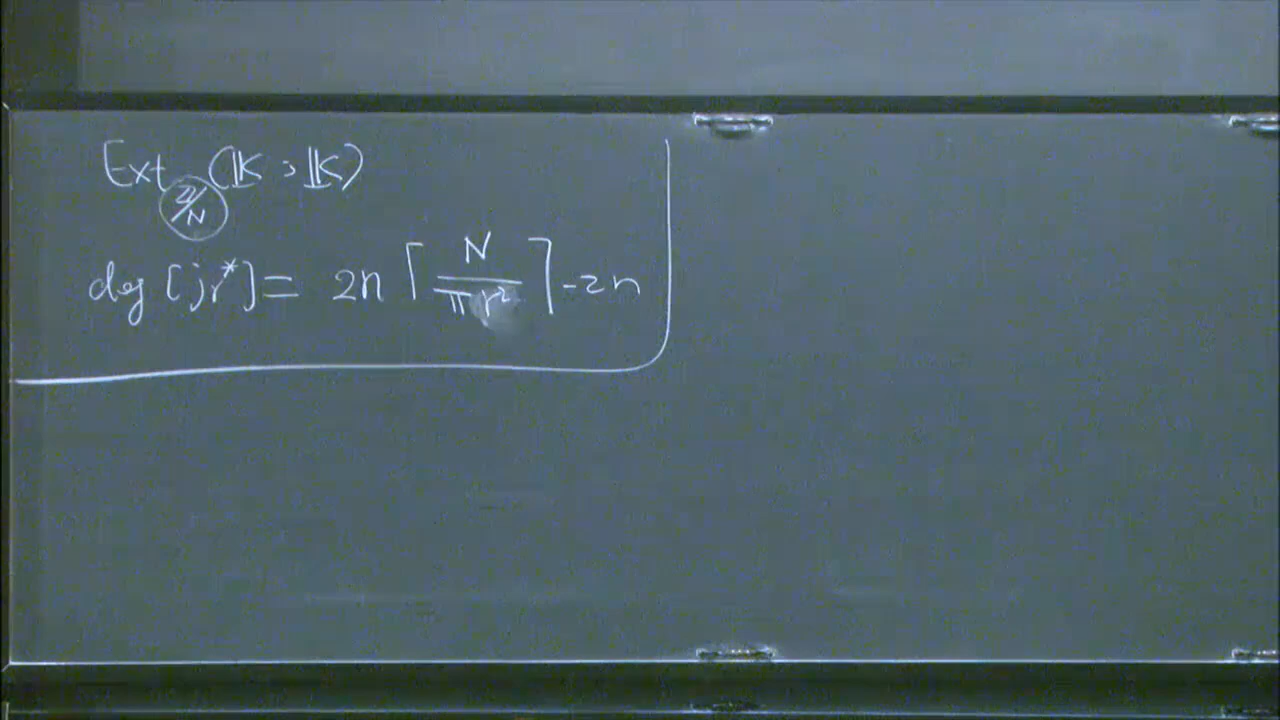 Ext_{ℤ/N} (𝕂, 𝕂)
deg [j_r^*] = 2n ⌈ N / πr² ⌉ - 2n